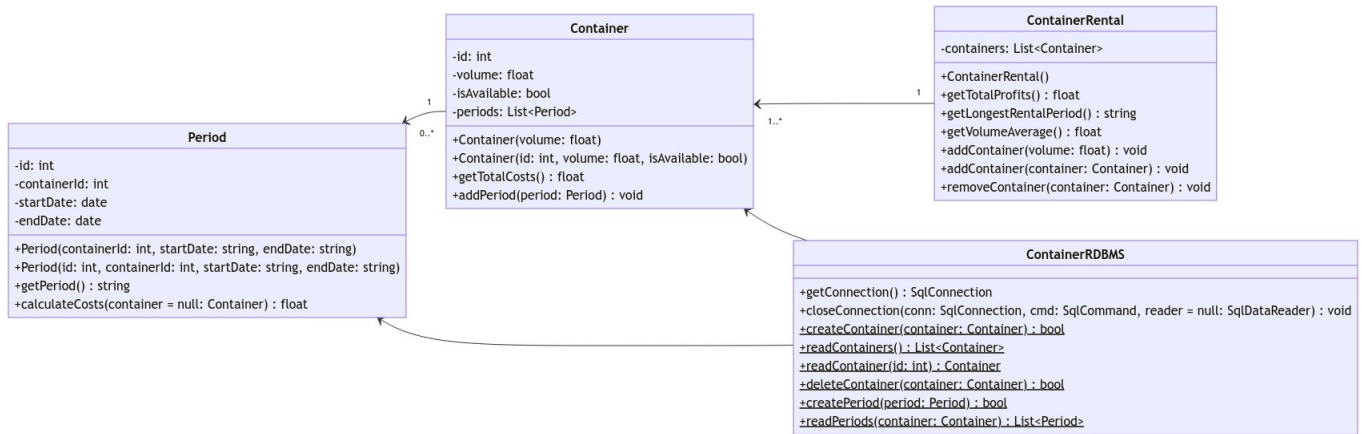 Period
-id: int
-containerId: int
-startDate: date
-endDate: date
+Period(containerId: int, startDate: string, endDate: string)
+Period(id: int, containerId: int, startDate: string, endDate: string)
+getPeriod() : string
+calculateCosts(container = null: Container) : float
1
0..*
Container
-id: int
-volume: float
-isAvailable: bool
-periods: List<Period>
+Container(volume: float)
+Container(id: int, volume: float, isAvailable: bool)
+getTotalCosts() : float
+addPeriod(period: Period) : void
1
1..*
ContainerRental
-containers: List<Container>
+ContainerRental()
+getTotalProfits() : float
+getLongestRentalPeriod() : string
+getVolumeAverage() : float
+addContainer(volume: float) : void
+addContainer(container: Container) : void
+removeContainer(container: Container) : void
ContainerRDBMS
+getConnection() : SqlConnection
+closeConnection(conn: SqlConnection, cmd: SqlCommand, reader = null: SqlDataReader) : void
+createContainer(container: Container) : bool
+readContainers() : List<Container>
+readContainer(id: int) : Container
+deleteContainer(container: Container) : bool
+createPeriod(period: Period) : bool
+readPeriods(container: Container) : List<Period>